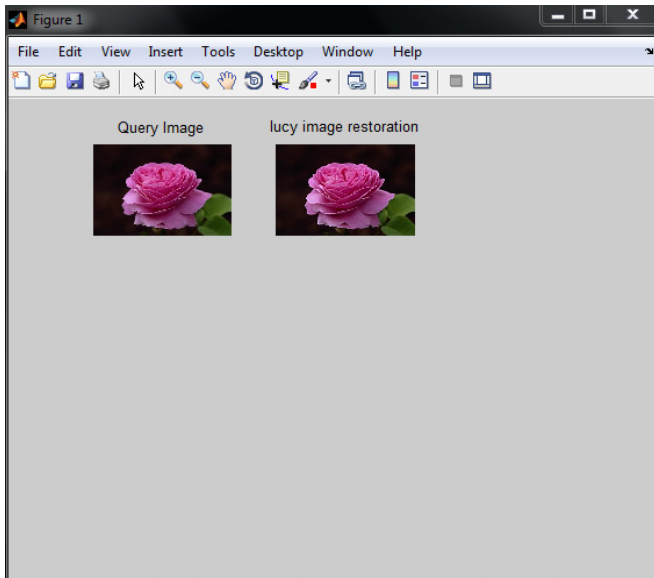 Figure 1
File Edit View Insert Tools Desktop Window Help
Query Image lucy image restoration